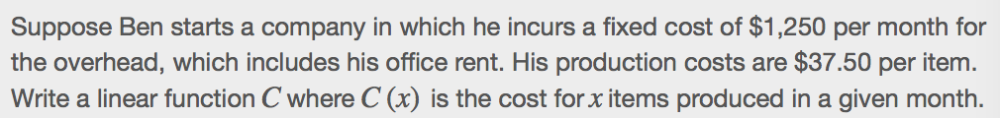 Suppose Ben starts a company in which he incurs a fixed cost of $1,250 per month for
the overhead, which includes his office rent. His production costs are $37.50 per item.
Write a linear function C where C (x) is the cost for x items produced in a given month.